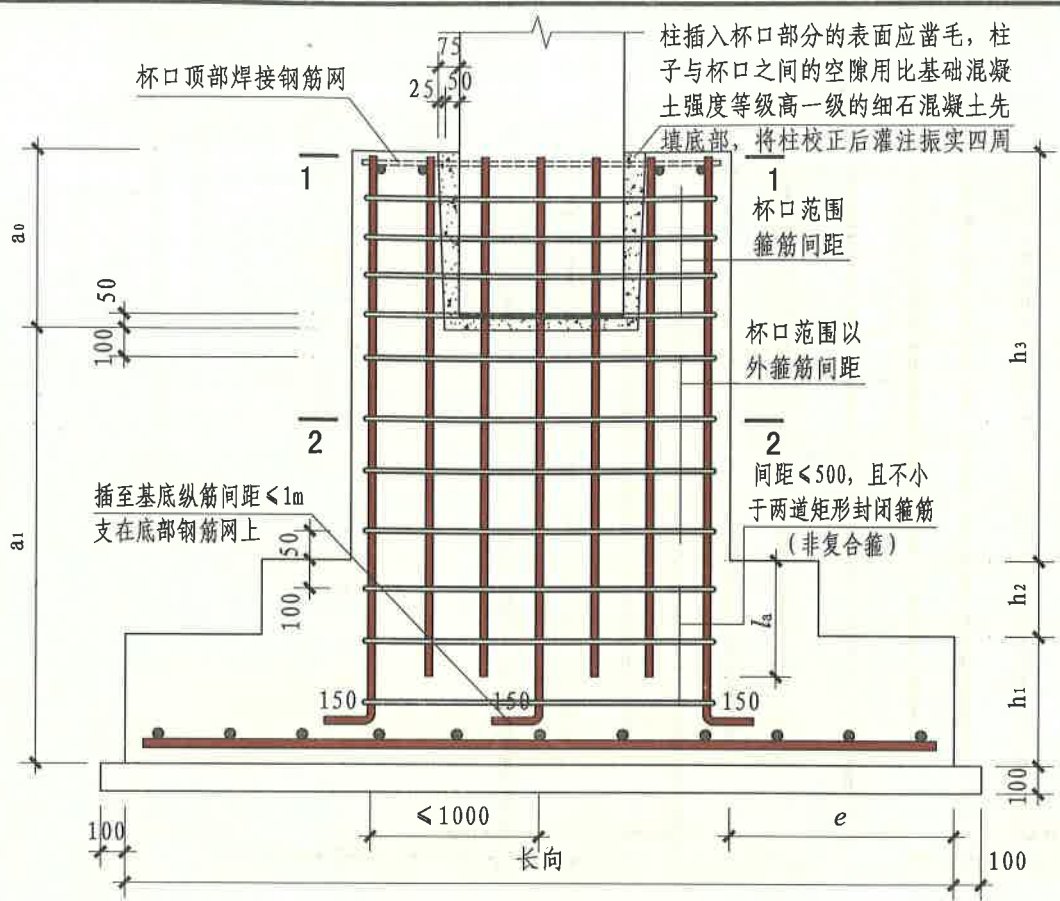 75
50
25
杯口顶部焊接钢筋网
柱插入杯口部分的表面应凿毛，柱
子与杯口之间的空隙用比基础混凝
土强度等级高一级的细石混凝土先
填底部，将柱校正后灌注振实四周
1
1
杯口范围
箍筋间距
a0
50
100
杯口范围以
外箍筋间距
h3
2
2
插至基底纵筋间距≤1m
支在底部钢筋网上
间距≤500，且不小
于两道矩形封闭箍筋
（非复合箍）
a1
50
100
la
h2
h1
150
150
150
100
≤1000
e
100
长向
100